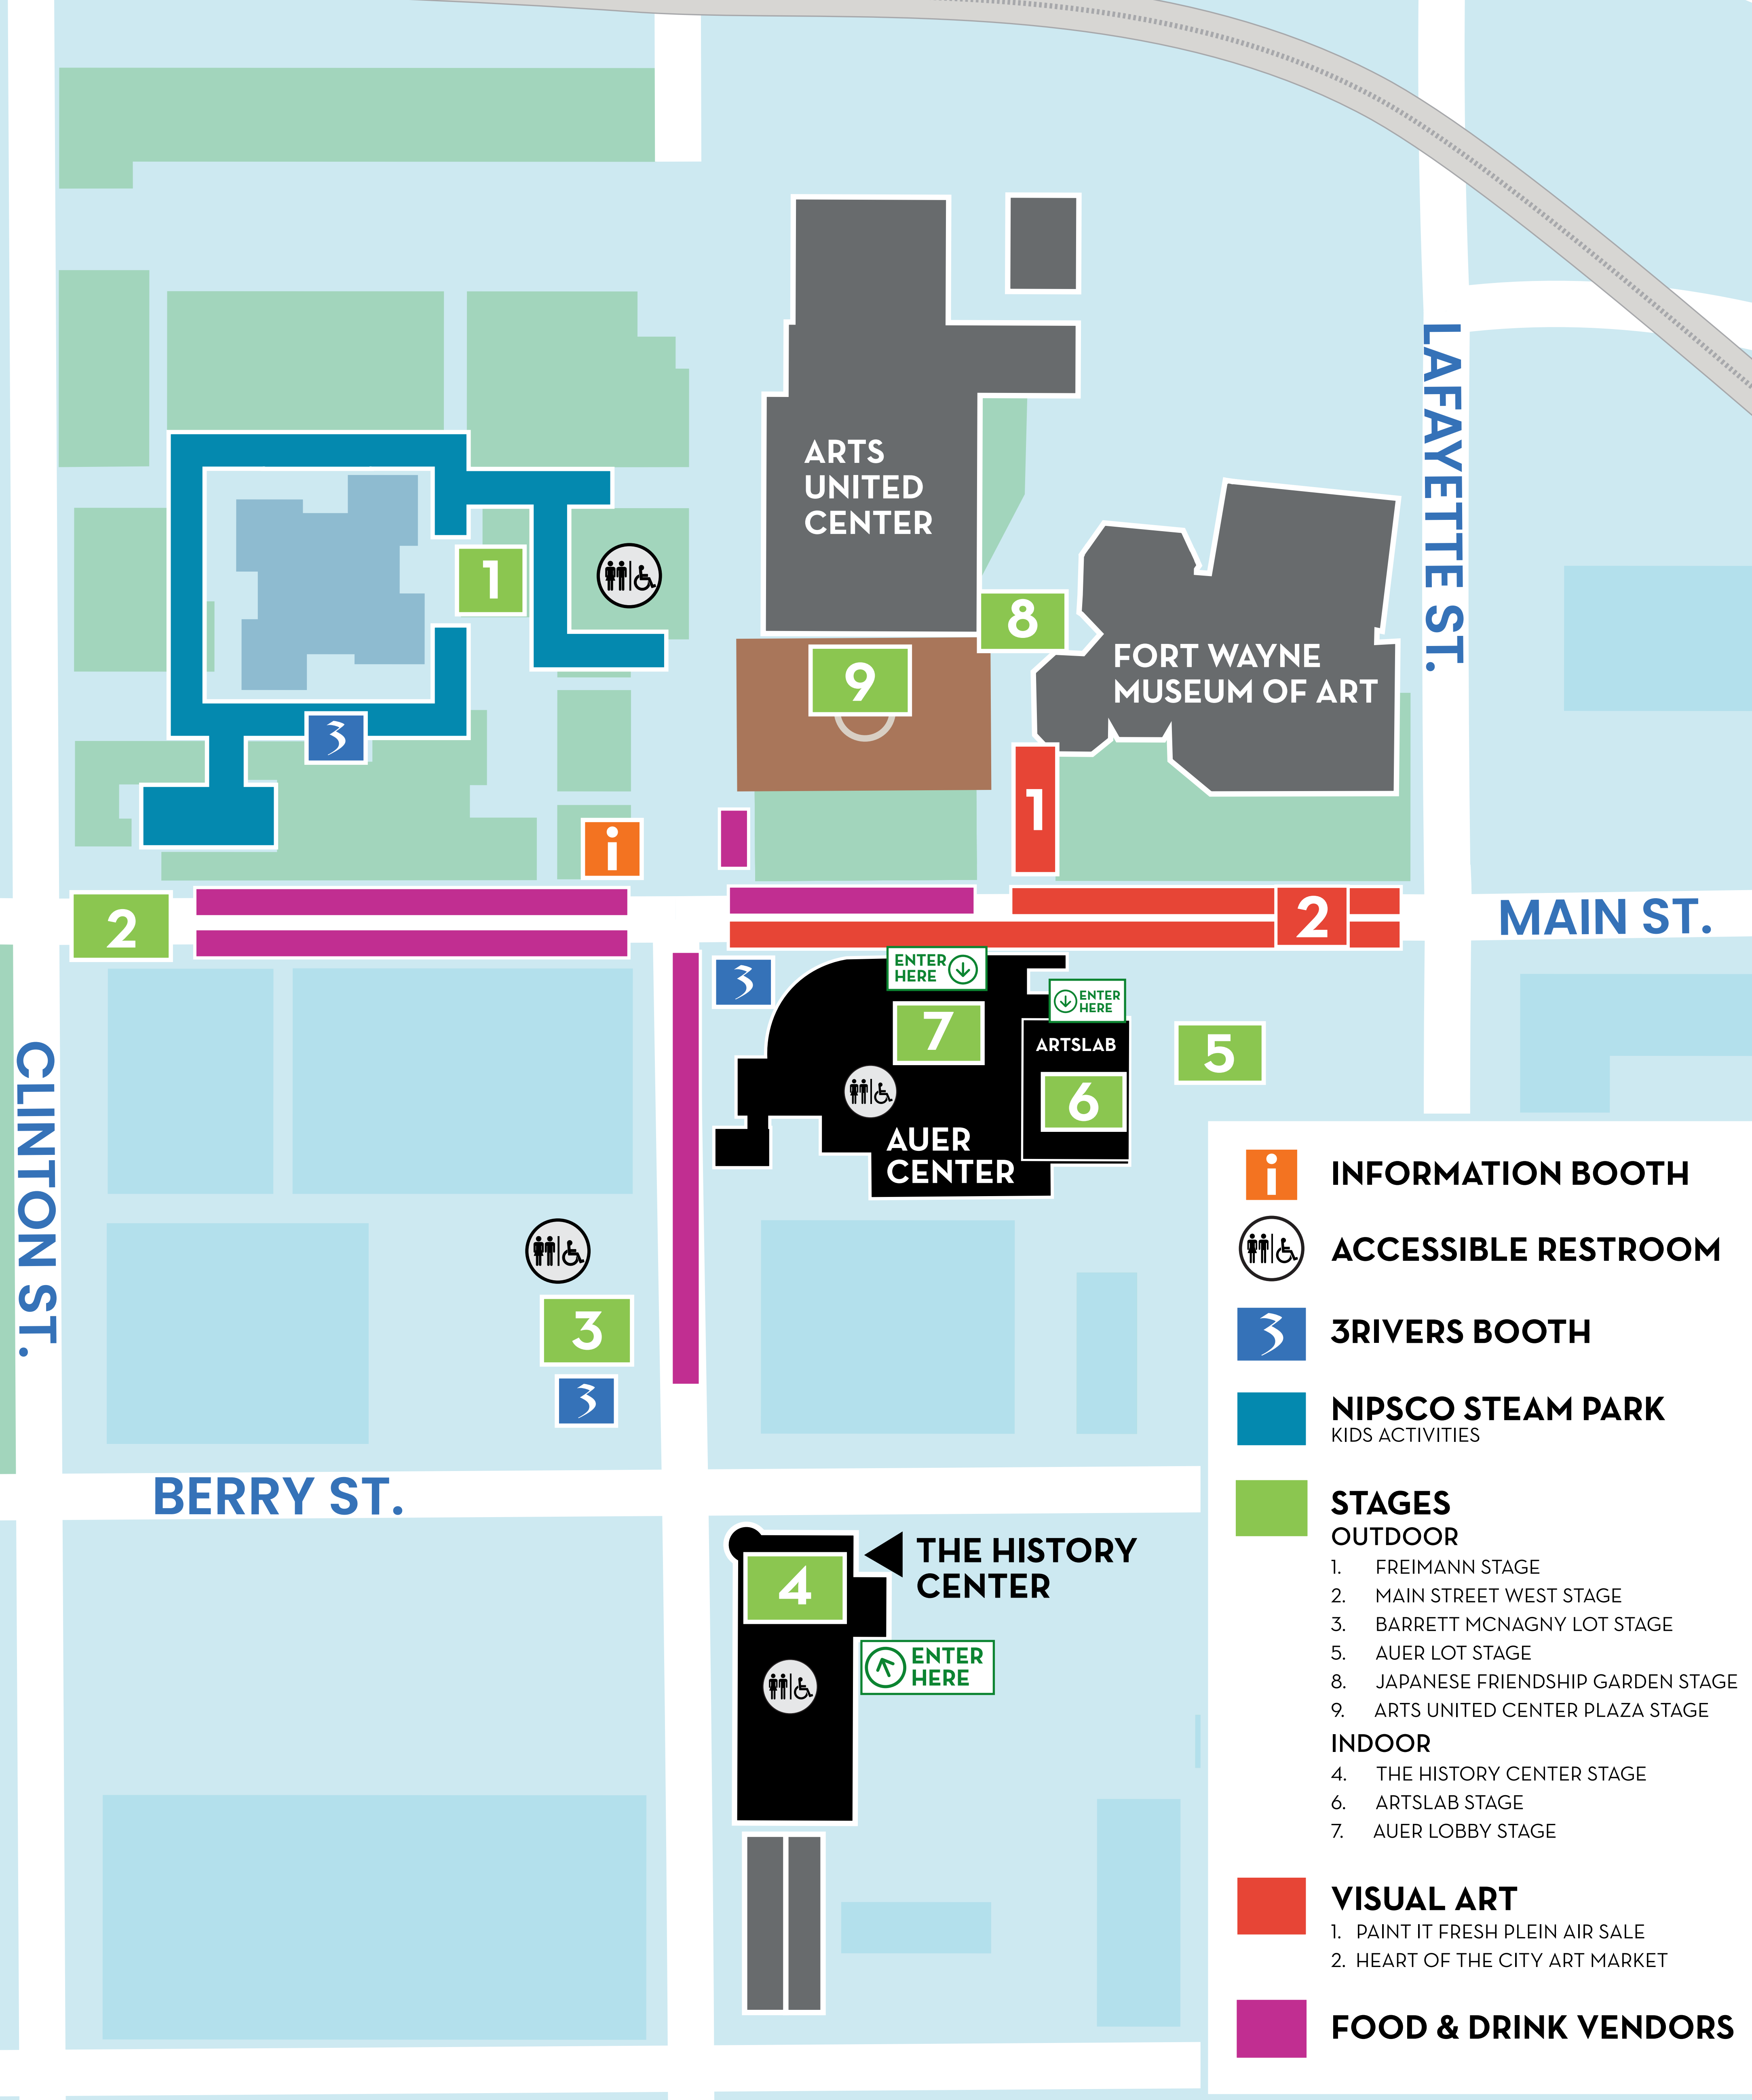 ARTS
UNITED
CENTER
LAFAYETTE ST.
1
8
FORT WAYNE
MUSEUM OF ART
9
3
1
i
2
2
MAIN ST.
ENTER
HERE
3
ENTER
HERE
7
ARTSLAB
5
6
CLINTON ST.
AUER
CENTER
3
3
BERRY ST.
THE HISTORY
CENTER
4
ENTER
HERE
i INFORMATION BOOTH
ACCESSIBLE RESTROOM
3 3RIVERS BOOTH
NIPSCO STEAM PARK
KIDS ACTIVITIES
STAGES
OUTDOOR
1. FREIMANN STAGE
2. MAIN STREET WEST STAGE
3. BARRETT MCNAGNY LOT STAGE
5. AUER LOT STAGE
8. JAPANESE FRIENDSHIP GARDEN STAGE
9. ARTS UNITED CENTER PLAZA STAGE
INDOOR
4. THE HISTORY CENTER STAGE
6. ARTSLAB STAGE
7. AUER LOBBY STAGE
VISUAL ART
1. PAINT IT FRESH PLEIN AIR SALE
2. HEART OF THE CITY ART MARKET
FOOD & DRINK VENDORS